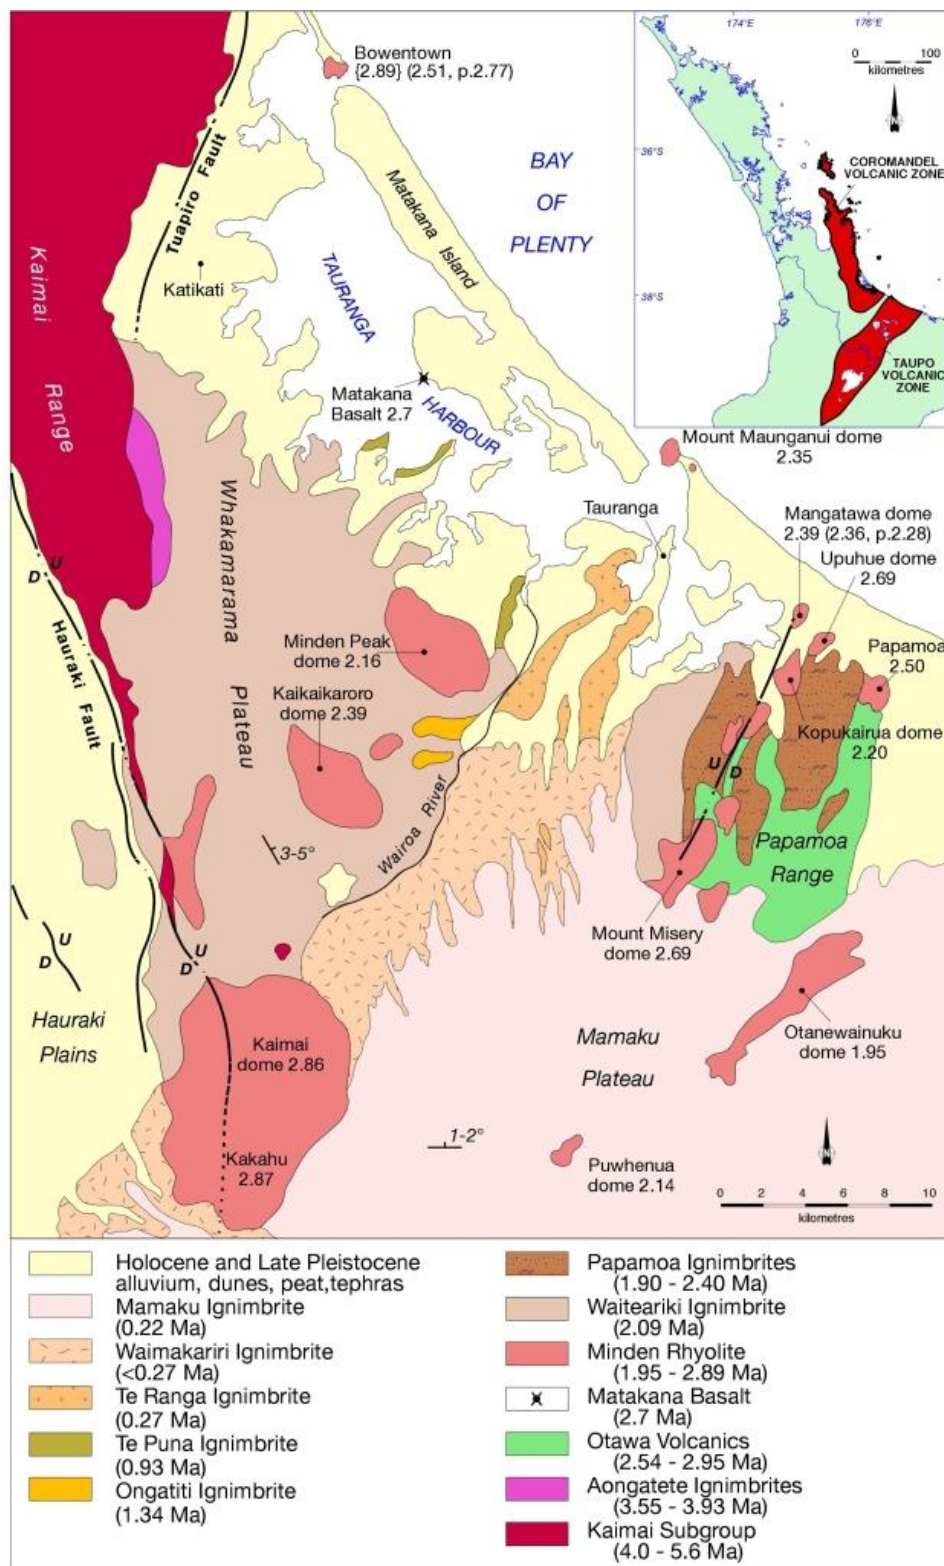 Bowentown
{2.89} (2.51, p.2.77)
174°E
176°E
0 100
kilometres
N
36°S
38°S
COROMANDEL
VOLCANIC ZONE
TAUPO
VOLCANIC
ZONE
BAY
OF
PLENTY
Tuapiro Fault
Matakana Island
Kaimai
Range
Katikati
TAURANGA
HARBOUR
Matakana
Basalt 2.7
Mount Maunganui dome
2.35
Whakamarama
Plateau
Tauranga
Mangatawa dome
2.39 (2.36, p.2.28)
Upuhue dome
2.69
U
D
Hauraki Fault
Minden Peak
dome 2.16
Papamoa
2.50
Kaikaikaroro
dome 2.39
Kopukairua dome
2.20
U
D
Wairoa River
3-5°
Papamoa
Range
U
D
U
D
Mount Misery
dome 2.69
Hauraki
Plains
Kaimai
dome 2.86
Mamaku
Plateau
Otanewainuku
dome 1.95
1-2°
Kakahu
2.87
Puwhenua
dome 2.14
N
0 2 4 6 8 10
kilometres
Holocene and Late Pleistocene
alluvium, dunes, peat,tephras
Mamaku Ignimbrite
(0.22 Ma)
Waimakariri Ignimbrite
(<0.27 Ma)
Te Ranga Ignimbrite
(0.27 Ma)
Te Puna Ignimbrite
(0.93 Ma)
Ongatiti Ignimbrite
(1.34 Ma)
Papamoa Ignimbrites
(1.90 - 2.40 Ma)
Waiteariki Ignimbrite
(2.09 Ma)
Minden Rhyolite
(1.95 - 2.89 Ma)
Matakana Basalt
(2.7 Ma)
Otawa Volcanics
(2.54 - 2.95 Ma)
Aongatete Ignimbrites
(3.55 - 3.93 Ma)
Kaimai Subgroup
(4.0 - 5.6 Ma)